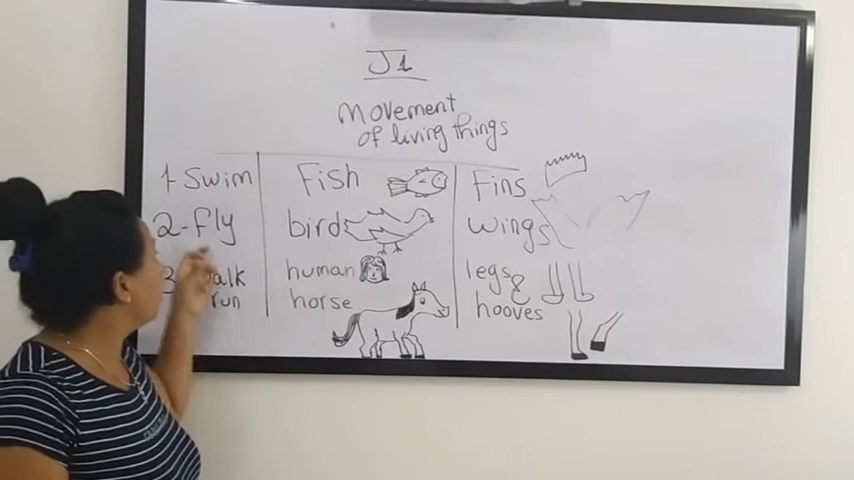 J1
Movement
of living things
1-Swim Fish Fins
2-Fly bird wings
3 alk human legs &
run horse hooves